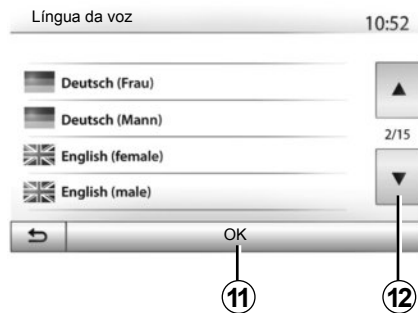 Língua da voz
10:52
Deutsch (Frau)
Deutsch (Mann)
2/15
English (female)
English (male)
OK
11
12